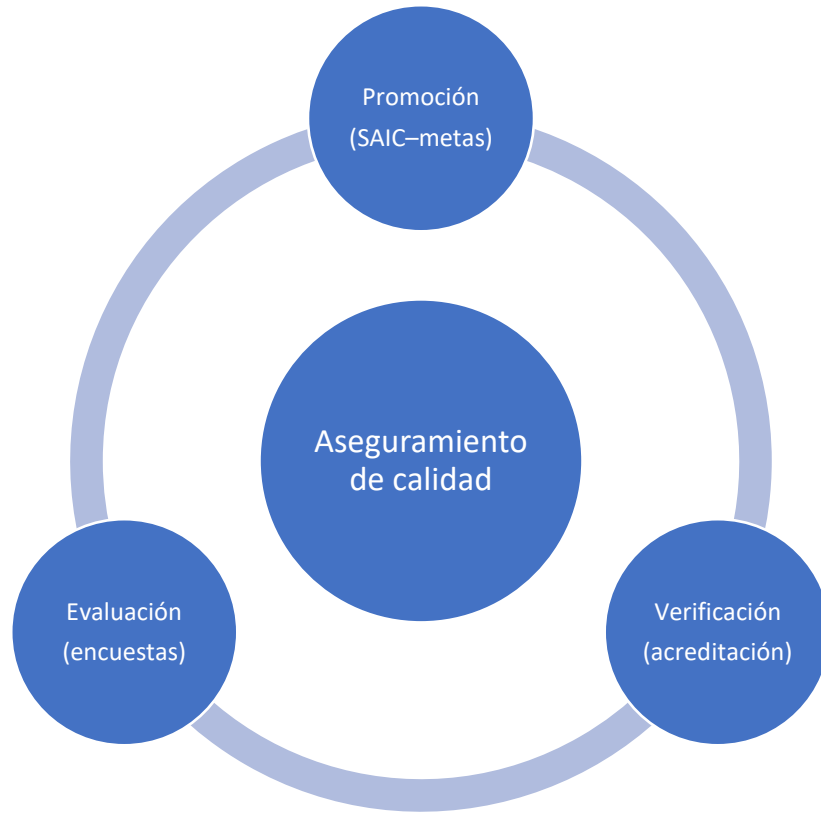 Promoción
(SAIC–metas)
Aseguramiento
de calidad
Evaluación
(encuestas)
Verificación
(acreditación)